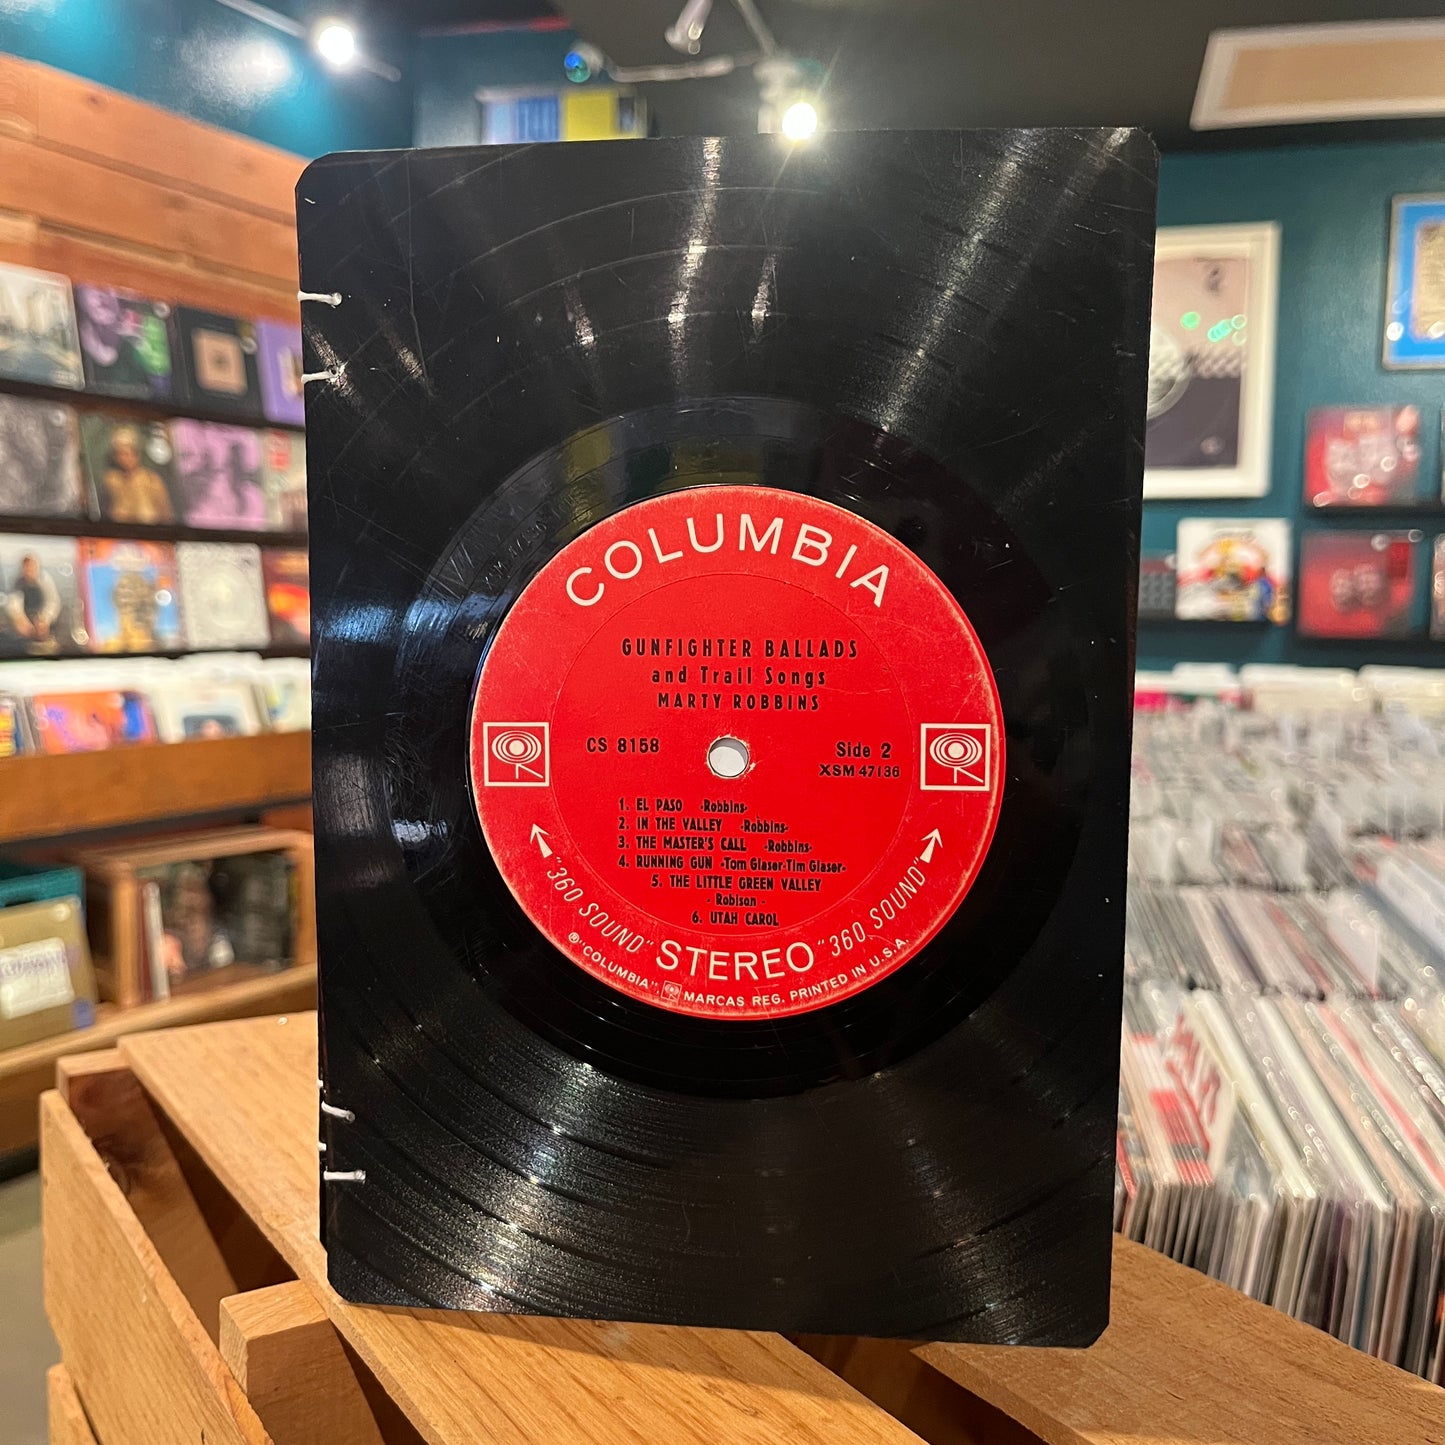 COLUMBIA
GUNFIGHTER BALLADS
and Trail Songs
MARTY ROBBINS
CS 8158
Side 2
XSM 47136
1. EL PASO -Robbins-
2. IN THE VALLEY -Robbins-
3. THE MASTER'S CALL -Robbins-
4. RUNNING GUN -Tom Glaser-Tim Glaser-
5. THE LITTLE GREEN VALLEY
- Robison -
6. UTAH CAROL
"360 SOUND" STEREO "360 SOUND"
®"COLUMBIA", MARCAS REG. PRINTED IN U.S.A.